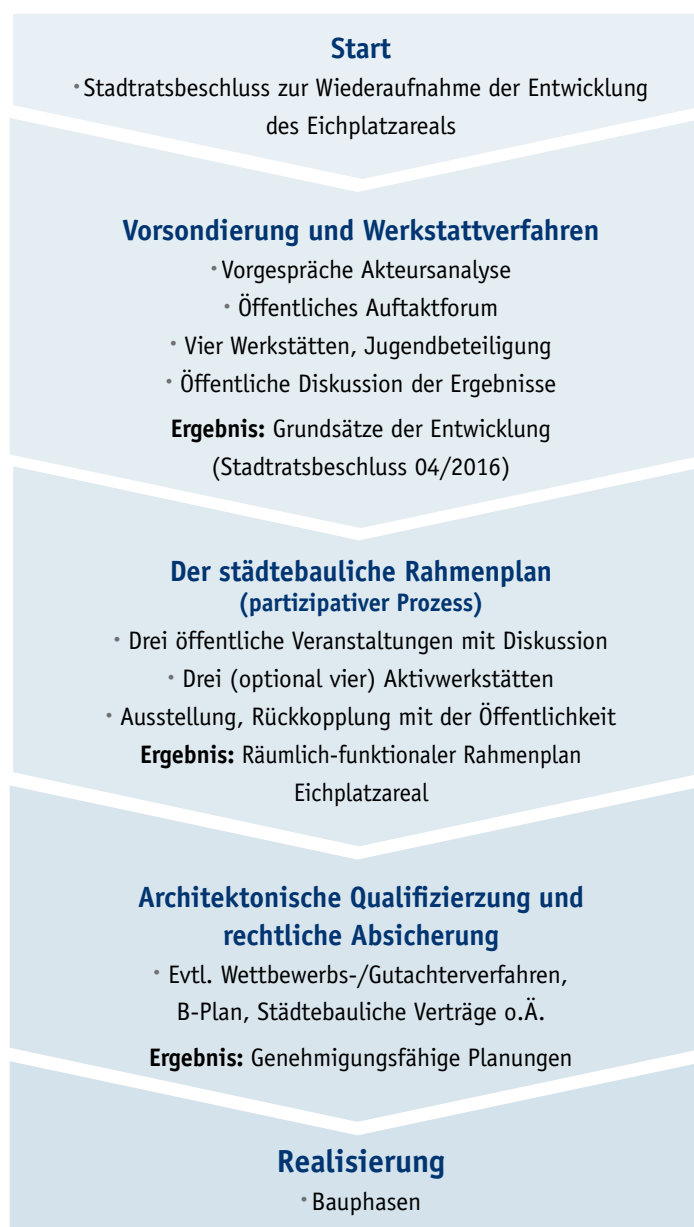 Start
• Stadtratsbeschluss zur Wiederaufnahme der Entwicklung
des Eichplatzareals
Vorsondierung und Werkstattverfahren
• Vorgespräche Akteursanalyse
• Öffentliches Auftaktforum
• Vier Werkstätten, Jugendbeteiligung
• Öffentliche Diskussion der Ergebnisse
Ergebnis: Grundsätze der Entwicklung
(Stadtratsbeschluss 04/2016)
Der städtebauliche Rahmenplan
(partizipativer Prozess)
• Drei öffentliche Veranstaltungen mit Diskussion
• Drei (optional vier) Aktivwerkstätten
• Ausstellung, Rückkopplung mit der Öffentlichkeit
Ergebnis: Räumlich-funktionaler Rahmenplan
Eichplatzareal
Architektonische Qualifizierzung und
rechtliche Absicherung
• Evtl. Wettbewerbs-/Gutachterverfahren,
B-Plan, Städtebauliche Verträge o.Ä.
Ergebnis: Genehmigungsfähige Planungen
Realisierung
• Bauphasen